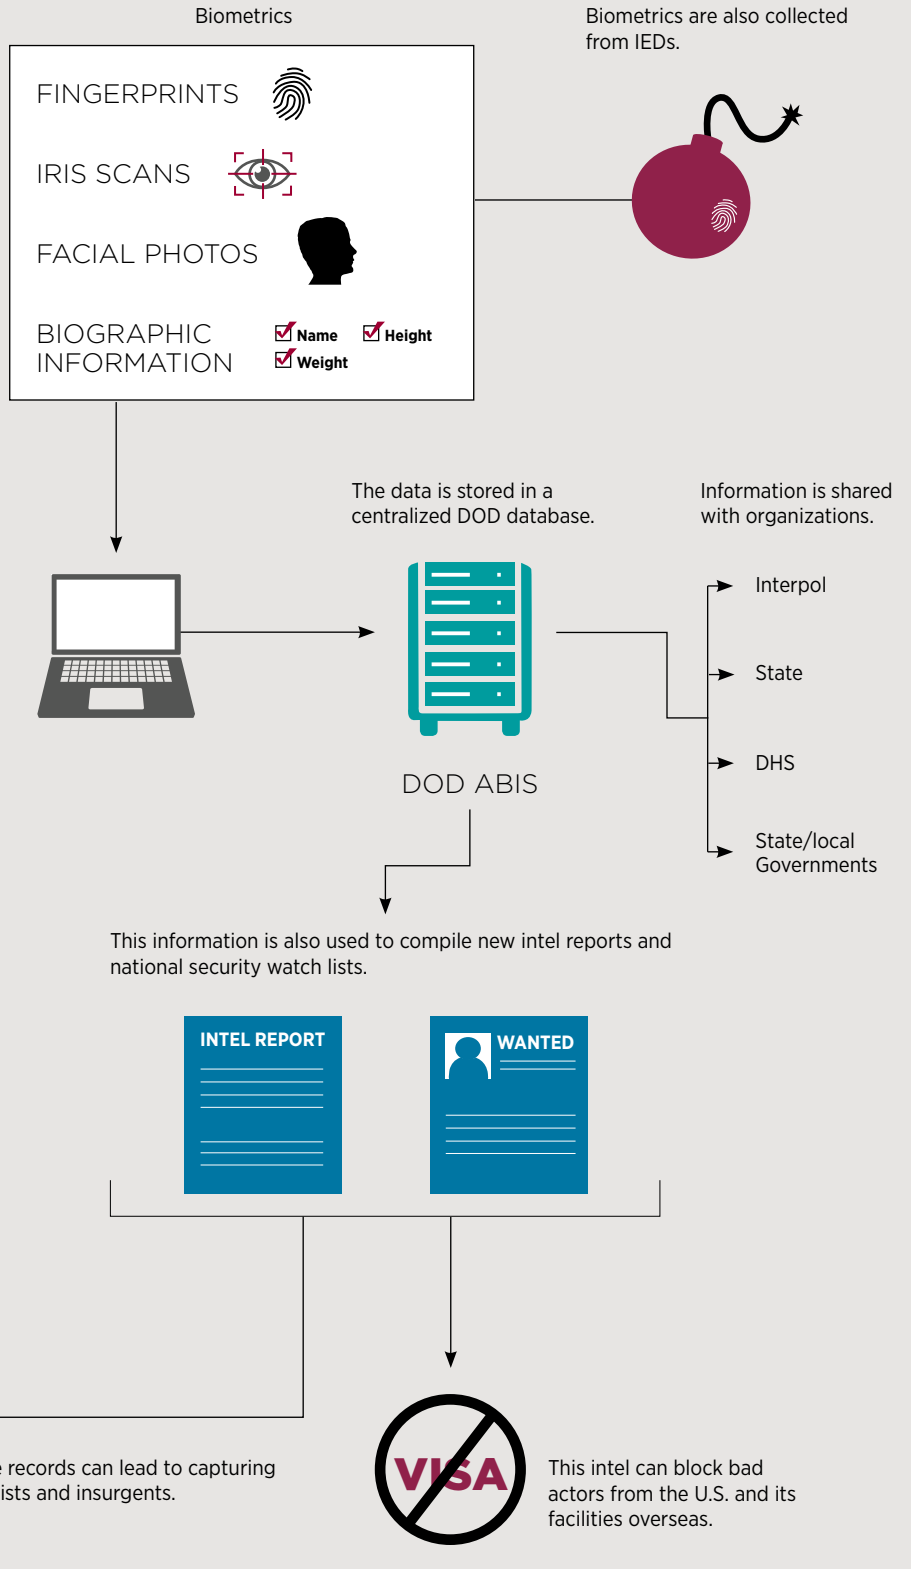 Biometrics
Biometrics are also collected
from IEDs.
FINGERPRINTS
IRIS SCANS
FACIAL PHOTOS
BIOGRAPHIC
INFORMATION
Name
Height
Weight
The data is stored in a
centralized DOD database.
Information is shared
with organizations.
Interpol
State
DHS
State/local
Governments
DOD ABIS
This information is also used to compile new intel reports and
national security watch lists.
INTEL REPORT
WANTED
records can lead to capturing
and insurgents.
VISA
This intel can block bad
actors from the U.S. and its
facilities overseas.